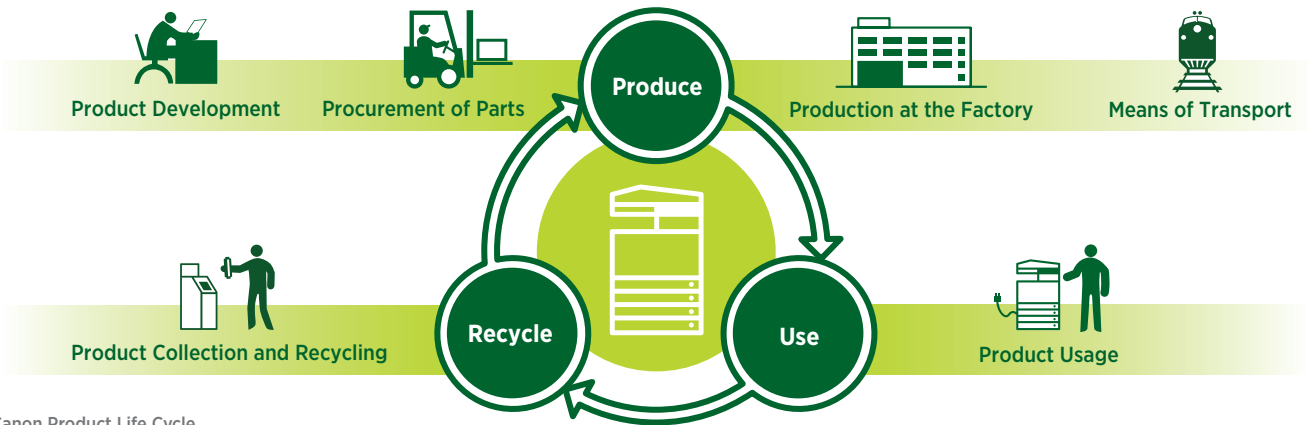 Produce
Product Development
Procurement of Parts
Production at the Factory
Means of Transport
Recycle
Use
Product Collection and Recycling
Product Usage
Canon Product Life Cycle